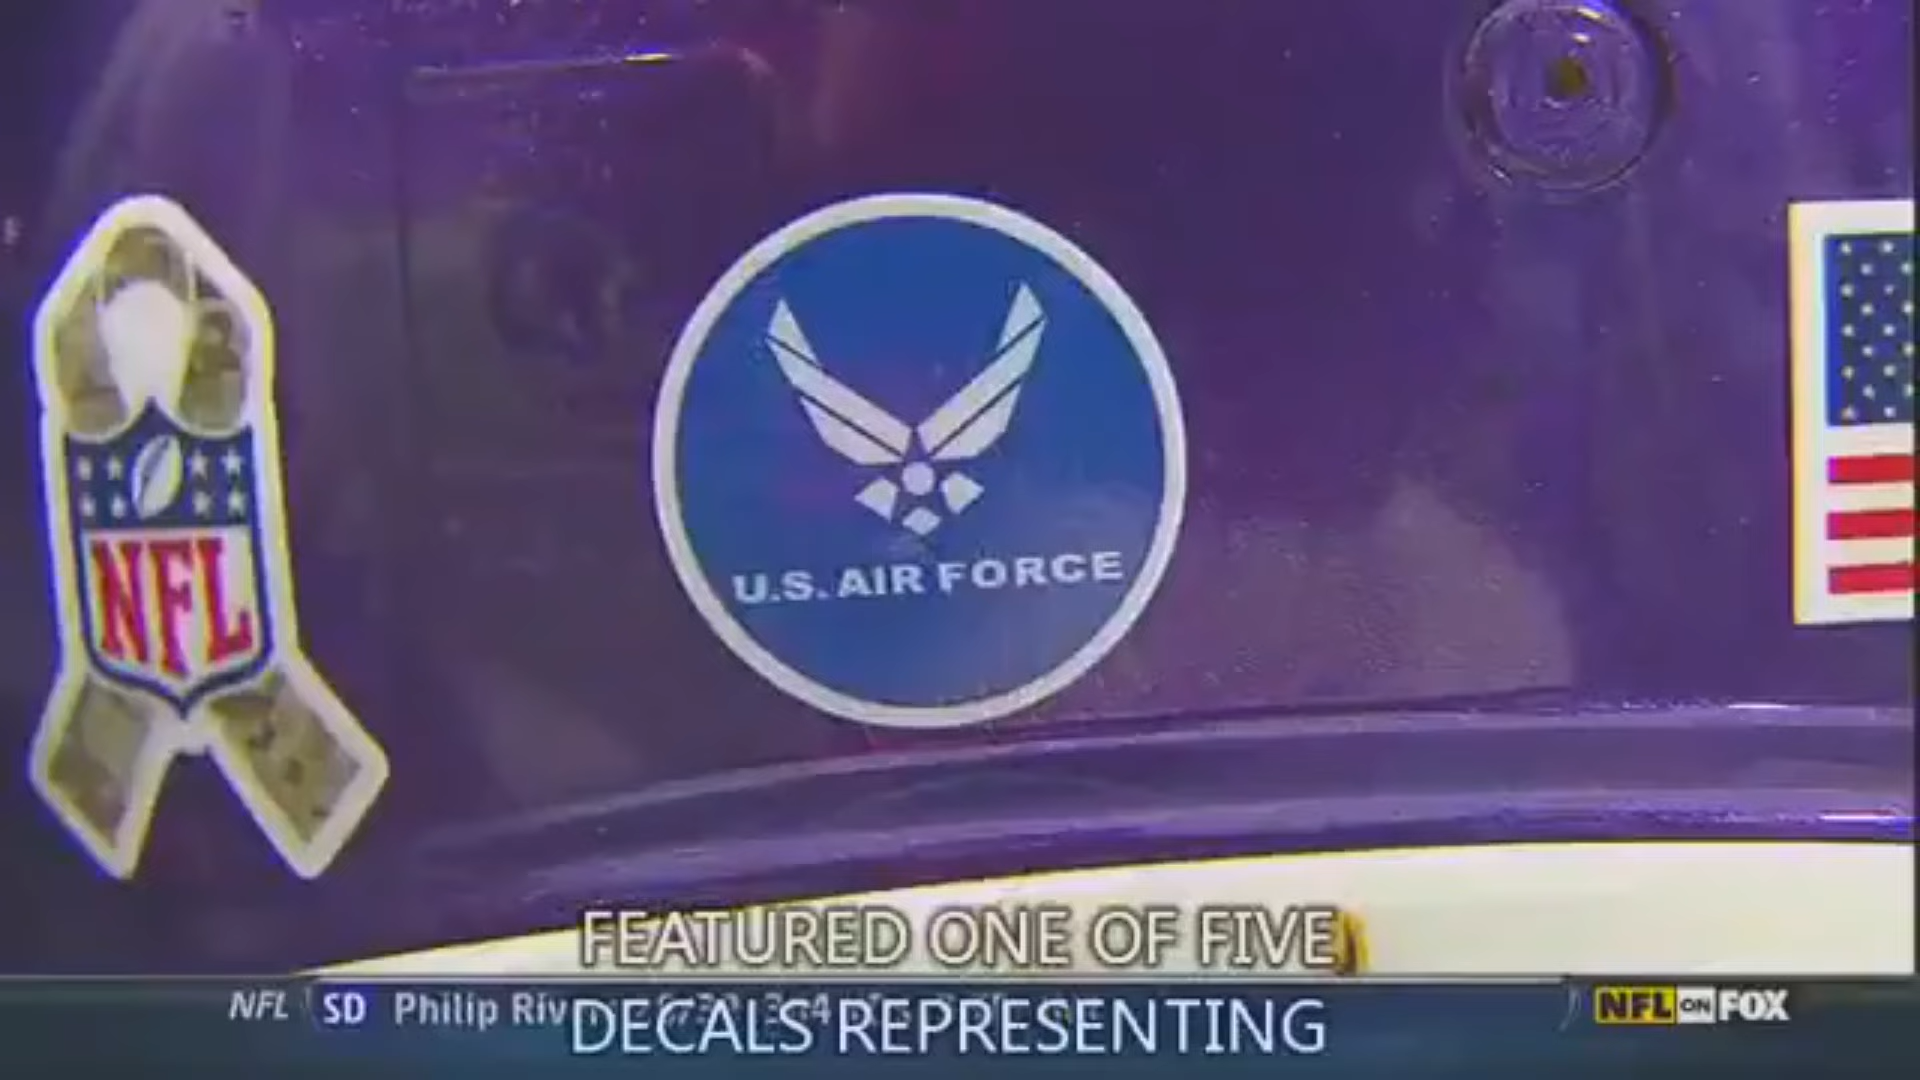 NFL
U.S. AIR FORCE
FEATURED ONE OF FIVE
NFL SD Philip Riv
NFL ON FOX
DECALS REPRESENTING